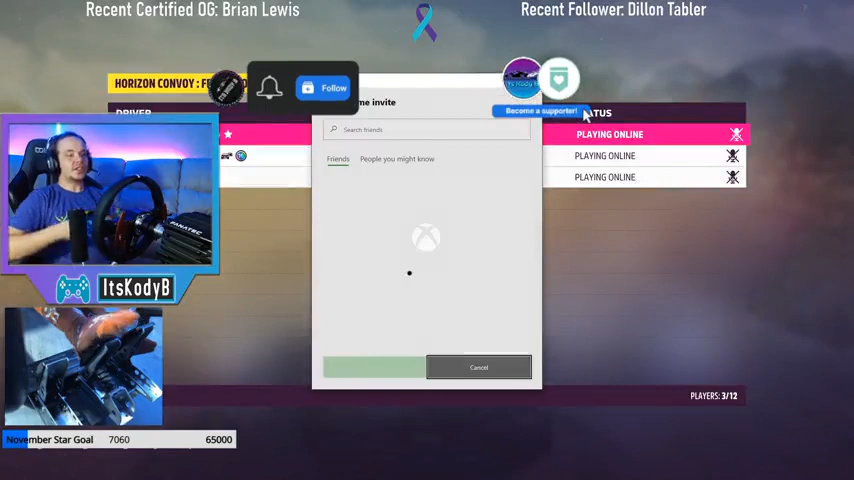 Recent Certified OG: Brian Lewis
Recent Follower: Dillon Tabler
HORIZON CONVOY : FE
Follow
me invite
Become a supporter!
DRIVER
ATUS
Search friends
PLAYING ONLINE
Friends
People you might know
PLAYING ONLINE
PLAYING ONLINE
FANATEC
ItsKodyB
Cancel
PLAYERS: 3/12
November Star Goal
7060
65000